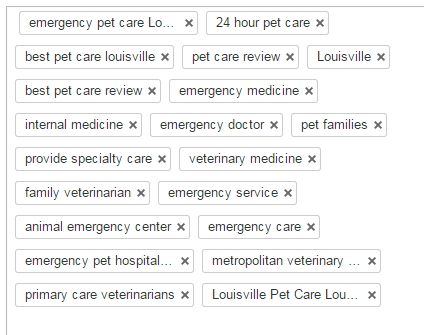 emergency pet care Lo... × 24 hour pet care ×
best pet care louisville × pet care review × Louisville ×
best pet care review × emergency medicine ×
internal medicine × emergency doctor × pet families ×
provide specialty care × veterinary medicine ×
family veterinarian × emergency service ×
animal emergency center × emergency care ×
emergency pet hospital... × metropolitan veterinary ... ×
primary care veterinarians × Louisville Pet Care Lou... ×